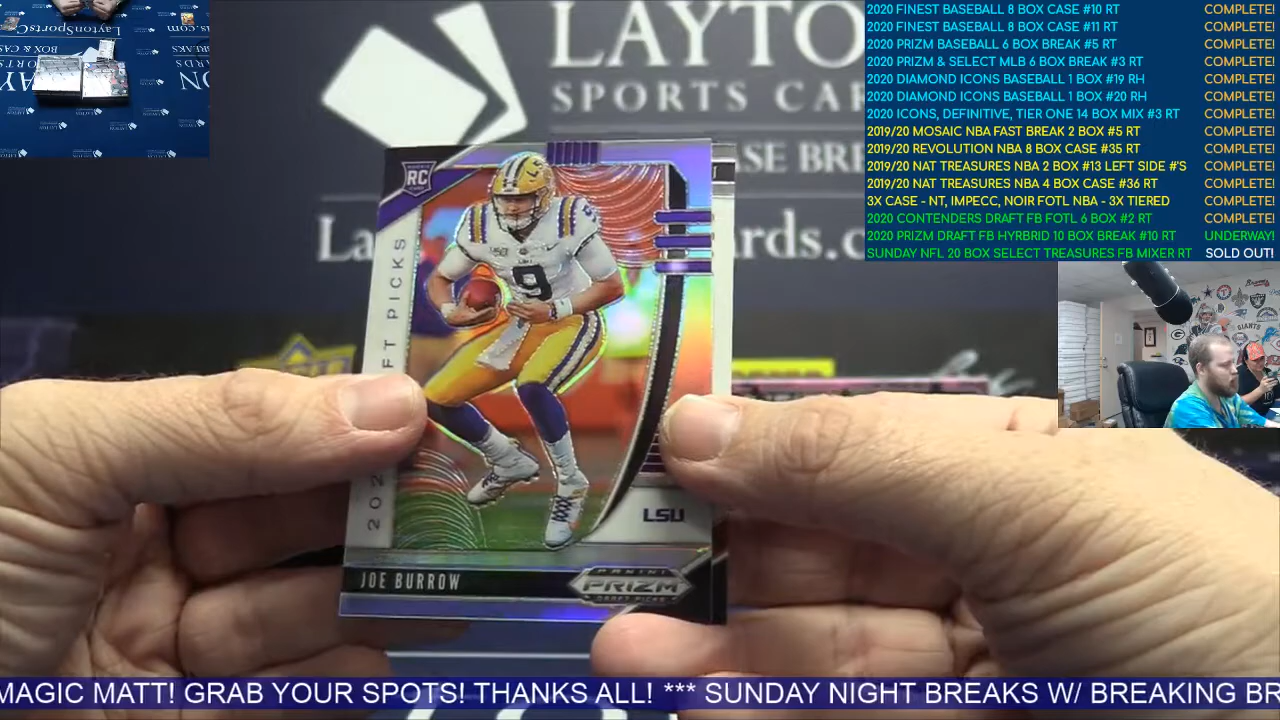 2020 FINEST BASEBALL 8 BOX CASE #10 RT COMPLETE!
2020 FINEST BASEBALL 8 BOX CASE #11 RT COMPLETE!
2020 PRIZM BASEBALL 6 BOX BREAK #5 RT COMPLETE!
2020 PRIZM & SELECT MLB 6 BOX BREAK #3 RT COMPLETE!
2020 DIAMOND ICONS BASEBALL 1 BOX #19 RH COMPLETE!
2020 DIAMOND ICONS BASEBALL 1 BOX #20 RH COMPLETE!
2020 ICONS, DEFINITIVE, TIER ONE 14 BOX MIX #3 RT COMPLETE!
2019/20 MOSAIC NBA FAST BREAK 2 BOX #5 RT COMPLETE!
2019/20 REVOLUTION NBA 8 BOX CASE #35 RT COMPLETE!
2019/20 NAT TREASURES NBA 2 BOX #13 LEFT SIDE #'S COMPLETE!
2019/20 NAT TREASURES NBA 4 BOX CASE #36 RT COMPLETE!
3X CASE - NT, IMPECC, NOIR FOTL NBA - 3X TIERED COMPLETE!
2020 CONTENDERS DRAFT FB FOTL 6 BOX #2 RT COMPLETE!
2020 PRIZM DRAFT FB HYRBRID 10 BOX BREAK #10 RT UNDERWAY!
SUNDAY NFL 20 BOX SELECT TREASURES FB MIXER RT SOLD OUT!
LAYTO
SPORTS CAR
SE BRE
La
rds.c
RC
LSU
9
202 FT PICKS
LSU
JOE BURROW
PANINI
PRIZM
DRAFT PICKS
GIANTS
MAGIC MATT! GRAB YOUR SPOTS! THANKS ALL! *** SUNDAY NIGHT BREAKS W/ BREAKING BR